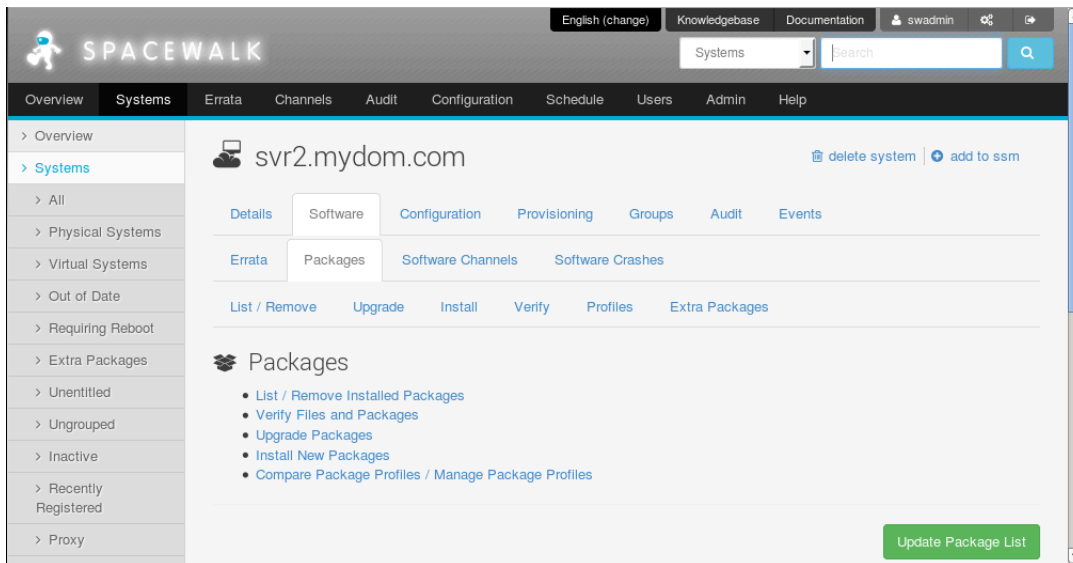 English (change) Knowledgebase Documentation swadmin
SPACEWALK Systems Search
Overview Systems Errata Channels Audit Configuration Schedule Users Admin Help
> Overview
> Systems
> All
> Physical Systems
> Virtual Systems
> Out of Date
> Requiring Reboot
> Extra Packages
> Unentitled
> Ungrouped
> Inactive
> Recently
Registered
> Proxy
svr2.mydom.com delete system add to ssm
Details Software Configuration Provisioning Groups Audit Events
Errata Packages Software Channels Software Crashes
List / Remove Upgrade Install Verify Profiles Extra Packages
Packages
• List / Remove Installed Packages
• Verify Files and Packages
• Upgrade Packages
• Install New Packages
• Compare Package Profiles / Manage Package Profiles
Update Package List